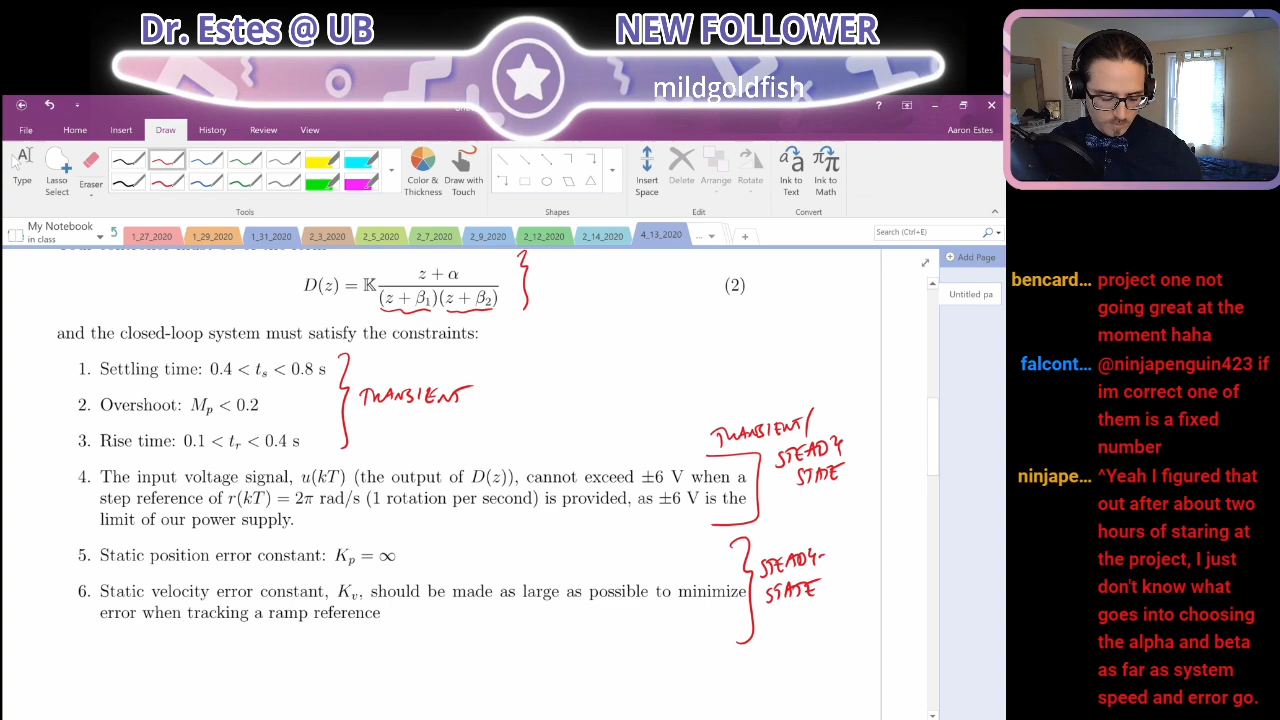 Dr. Estes @ UB
NEW FOLLOWER
mildgoldfish
Aaron Estes
File Home Insert Draw History Review View
Type
Lasso
Select
Eraser
Color &
Thickness
Draw with
Touch
Insert
Space
Delete
Arrange
Rotate
Ink to
Text
Ink to
Math
Tools
Shapes
Edit
Convert
My Notebook
in class
1_27_2020 1_29_2020 1_31_2020 2_3_2020 2_5_2020 2_7_2020 2_9_2020 2_12_2020 2_14_2020 4_13_2020 ... +
Search (Ctrl+E)
Add Page
Untitled pa
D(z) = 𝕂 (z + α) / ((z + β₁)(z + β₂)) (2)
and the closed-loop system must satisfy the constraints:
1. Settling time: 0.4 < tₛ < 0.8 s
2. Overshoot: Mₚ < 0.2
TRANSIENT
3. Rise time: 0.1 < tᵣ < 0.4 s
TRANSIENT/
STEADY
STATE
4. The input voltage signal, u(kT) (the output of D(z)), cannot exceed ±6 V when a
step reference of r(kT) = 2π rad/s (1 rotation per second) is provided, as ±6 V is the
limit of our power supply.
5. Static position error constant: Kₚ = ∞
6. Static velocity error constant, Kᵥ, should be made as large as possible to minimize
error when tracking a ramp reference
STEADY-
STATE
bencard... project one not
going great at the
moment haha
falcont... @ninjapenguin423 if
im correct one of
them is a fixed
number
ninjape... ^Yeah I figured that
out after about two
hours of staring at
the project, I just
don't know what
goes into choosing
the alpha and beta
as far as system
speed and error go.